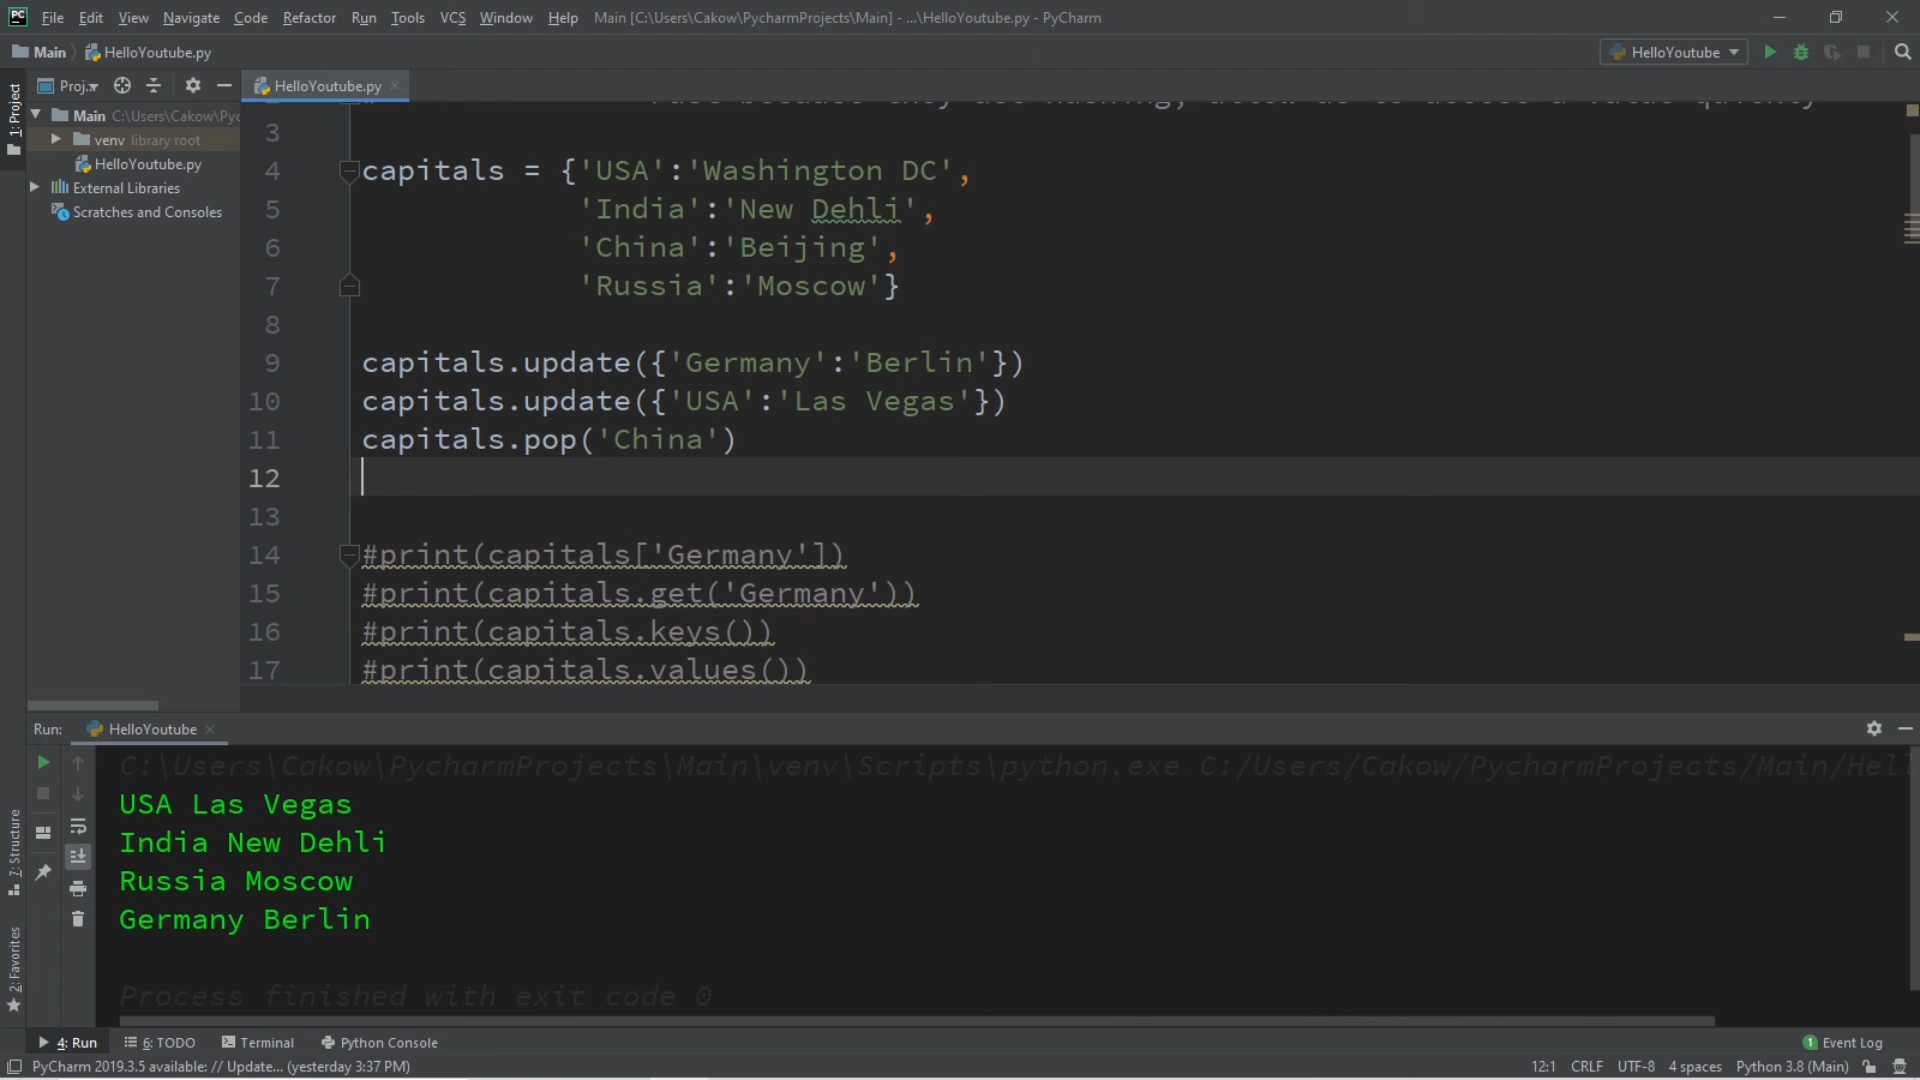 File Edit View Navigate Code Refactor Run Tools VCS Window Help Main [C:\Users\Cakow\PycharmProjects\Main] - ...\HelloYoutube.py - PyCharm
Main HelloYoutube.py HelloYoutube
Proj... HelloYoutube.py
1: Project
Main C:\Users\Cakow\Pyc
venv library root
HelloYoutube.py
External Libraries
Scratches and Consoles
3
4 capitals = {'USA':'Washington DC',
5 'India':'New Dehli',
6 'China':'Beijing',
7 'Russia':'Moscow'}
8
9 capitals.update({'Germany':'Berlin'})
10 capitals.update({'USA':'Las Vegas'})
11 capitals.pop('China')
12
13
14 #print(capitals['Germany'])
15 #print(capitals.get('Germany'))
16 #print(capitals.keys())
17 #print(capitals.values())
Run: HelloYoutube
C:\Users\Cakow\PycharmProjects\Main\venv\Scripts\python.exe C:/Users/Cakow/PycharmProjects/Main/Hell
USA Las Vegas
India New Dehli
Russia Moscow
Germany Berlin
Process finished with exit code 0
7: Structure
2: Favorites
4: Run 6: TODO Terminal Python Console 1 Event Log
PyCharm 2019.3.5 available: // Update... (yesterday 3:37 PM) 12:1 CRLF UTF-8 4 spaces Python 3.8 (Main)